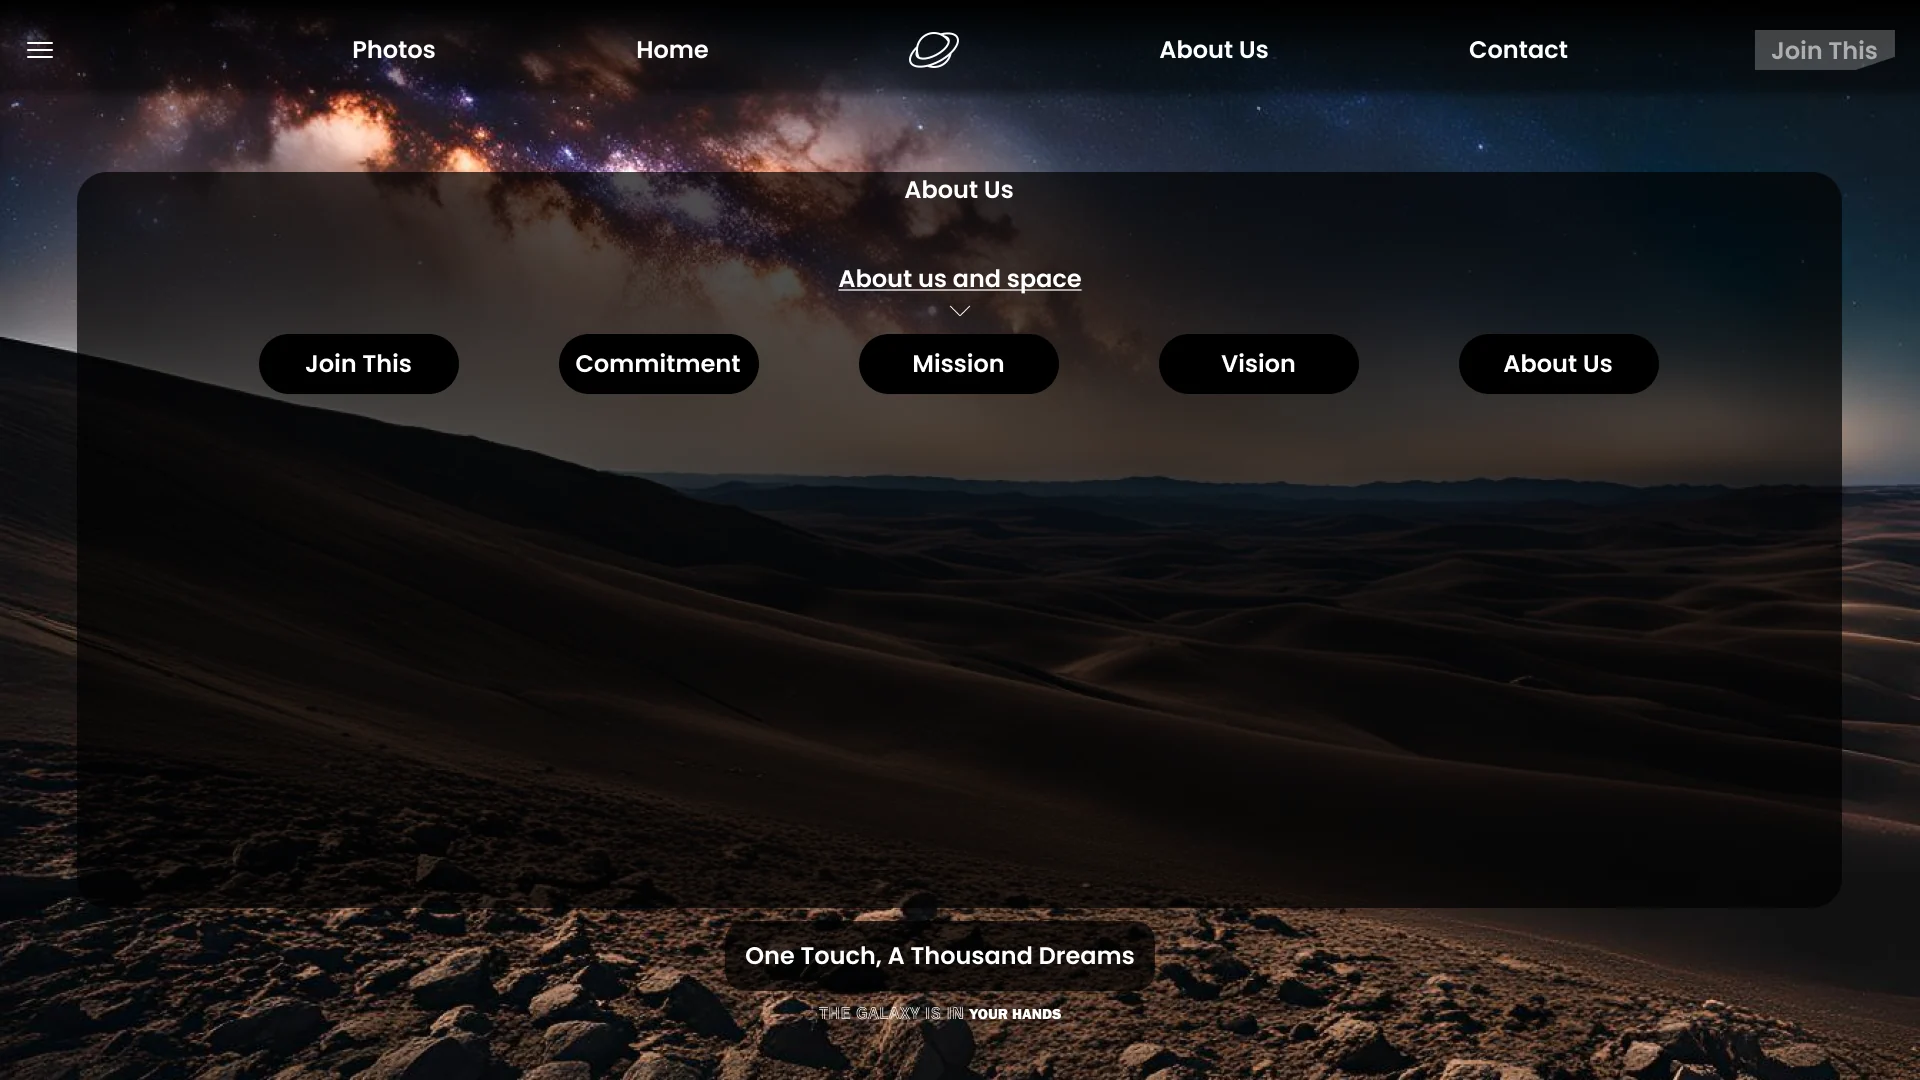 Photos
Home
About Us
Contact
Join This
About Us
About us and space
Join This
Commitment
Mission
Vision
About Us
One Touch, A Thousand Dreams
THE GALAXY IS IN YOUR HANDS